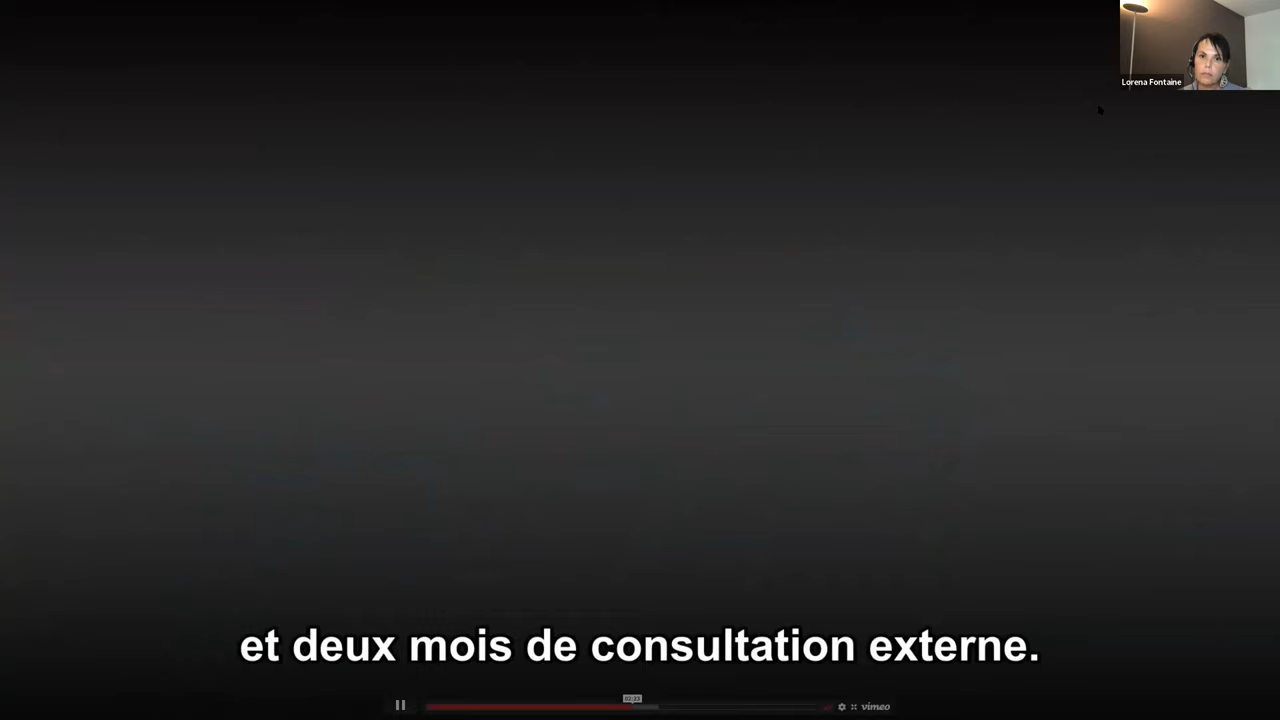 Lorena Fontaine
et deux mois de consultation externe.
vimeo